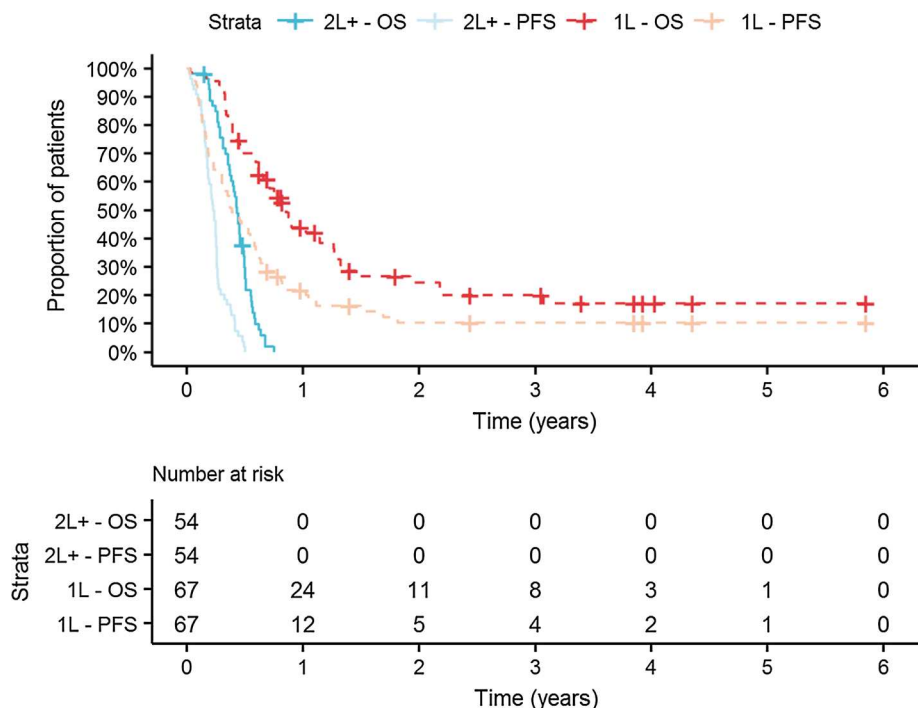 Strata 2L+ - OS 2L+ - PFS 1L - OS 1L - PFS
Proportion of patients
100%
90%
80%
70%
60%
50%
40%
30%
20%
10%
0%
0 1 2 3 4 5 6
Time (years)
Number at risk
Strata
2L+ - OS 54 0 0 0 0 0 0
2L+ - PFS 54 0 0 0 0 0 0
1L - OS 67 24 11 8 3 1 0
1L - PFS 67 12 5 4 2 1 0
0 1 2 3 4 5 6
Time (years)